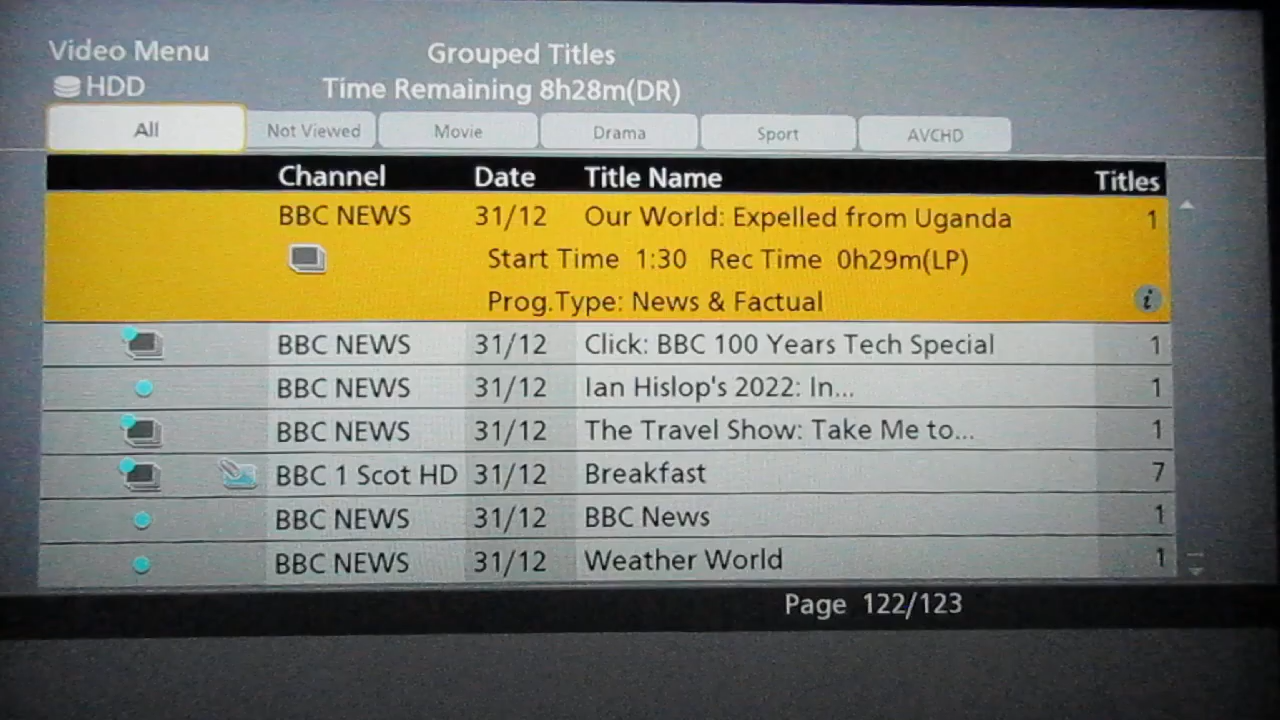 Video Menu
Grouped Titles
HDD
Time Remaining 8h28m(DR)
All Not Viewed Movie Drama Sport AVCHD
Channel Date Title Name Titles
BBC NEWS 31/12 Our World: Expelled from Uganda 1
Start Time 1:30 Rec Time 0h29m(LP)
Prog.Type: News & Factual i
BBC NEWS 31/12 Click: BBC 100 Years Tech Special 1
BBC NEWS 31/12 Ian Hislop's 2022: In... 1
BBC NEWS 31/12 The Travel Show: Take Me to... 1
BBC 1 Scot HD 31/12 Breakfast 7
BBC NEWS 31/12 BBC News 1
BBC NEWS 31/12 Weather World 1
Page 122/123